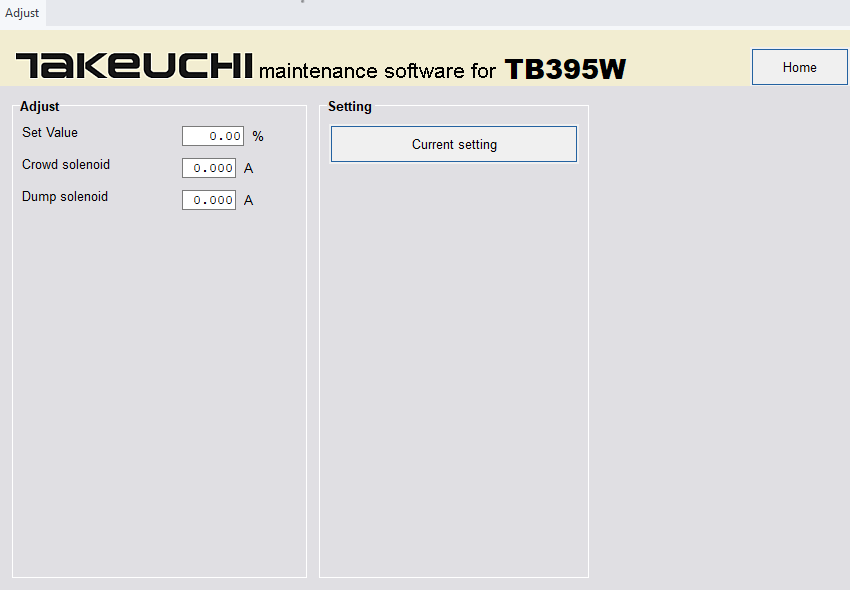 Adjust
TAKEUCHI maintenance software for TB395W
Home
Adjust
Set Value 0.00 %
Crowd solenoid 0.000 A
Dump solenoid 0.000 A
Setting
Current setting